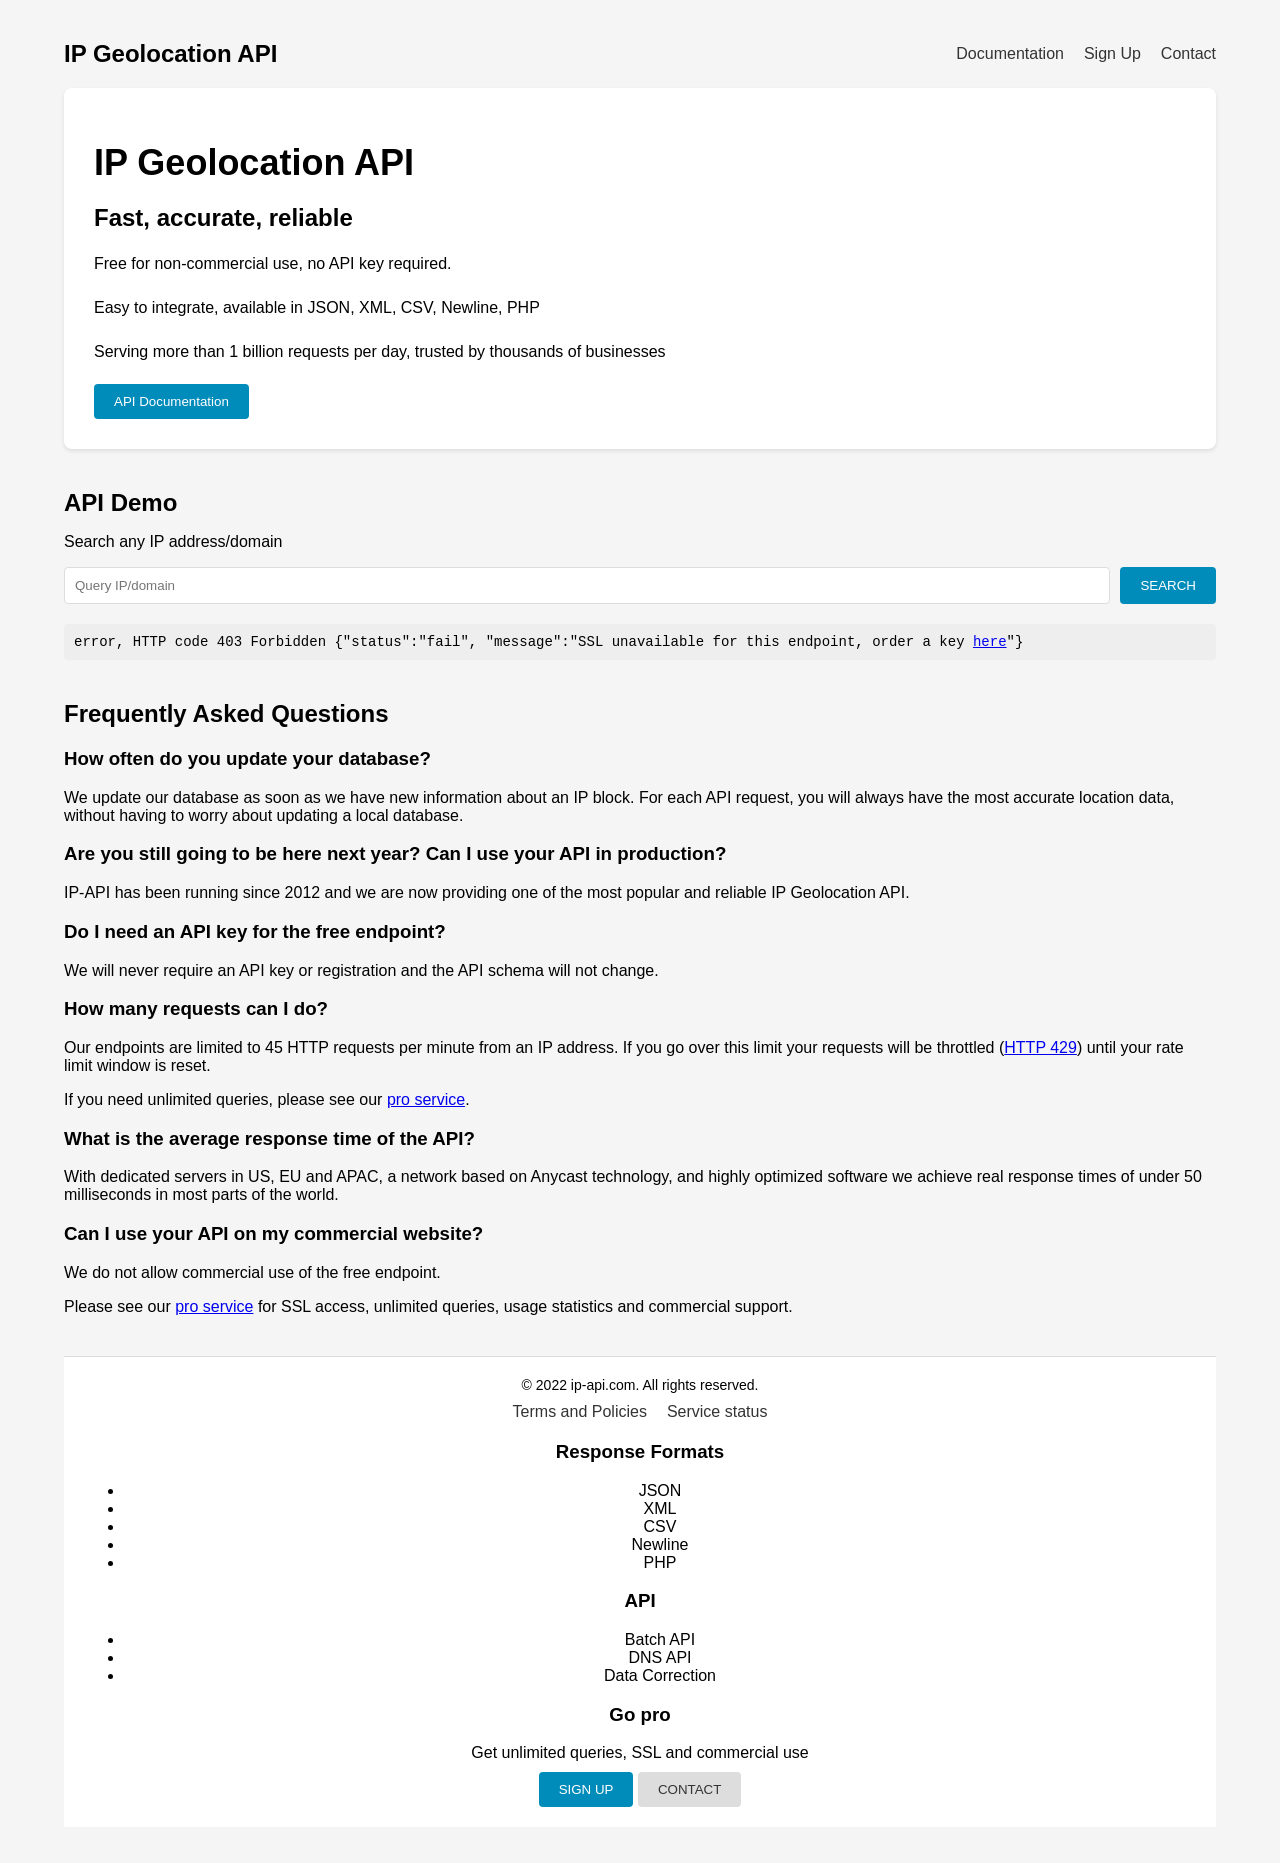 IP Geolocation API
Documentation Sign Up Contact
IP Geolocation API
Fast, accurate, reliable
Free for non-commercial use, no API key required.
Easy to integrate, available in JSON, XML, CSV, Newline, PHP
Serving more than 1 billion requests per day, trusted by thousands of businesses
API Documentation
API Demo
Search any IP address/domain
Query IP/domain
SEARCH
error, HTTP code 403 Forbidden {"status":"fail", "message":"SSL unavailable for this endpoint, order a key here"}
Frequently Asked Questions
How often do you update your database?
We update our database as soon as we have new information about an IP block. For each API request, you will always have the most accurate location data,
without having to worry about updating a local database.
Are you still going to be here next year? Can I use your API in production?
IP-API has been running since 2012 and we are now providing one of the most popular and reliable IP Geolocation API.
Do I need an API key for the free endpoint?
We will never require an API key or registration and the API schema will not change.
How many requests can I do?
Our endpoints are limited to 45 HTTP requests per minute from an IP address. If you go over this limit your requests will be throttled (HTTP 429) until your rate
limit window is reset.
If you need unlimited queries, please see our pro service.
What is the average response time of the API?
With dedicated servers in US, EU and APAC, a network based on Anycast technology, and highly optimized software we achieve real response times of under 50
milliseconds in most parts of the world.
Can I use your API on my commercial website?
We do not allow commercial use of the free endpoint.
Please see our pro service for SSL access, unlimited queries, usage statistics and commercial support.
© 2022 ip-api.com. All rights reserved.
Terms and Policies Service status
Response Formats
JSON
XML
CSV
Newline
PHP
API
Batch API
DNS API
Data Correction
Go pro
Get unlimited queries, SSL and commercial use
SIGN UP CONTACT